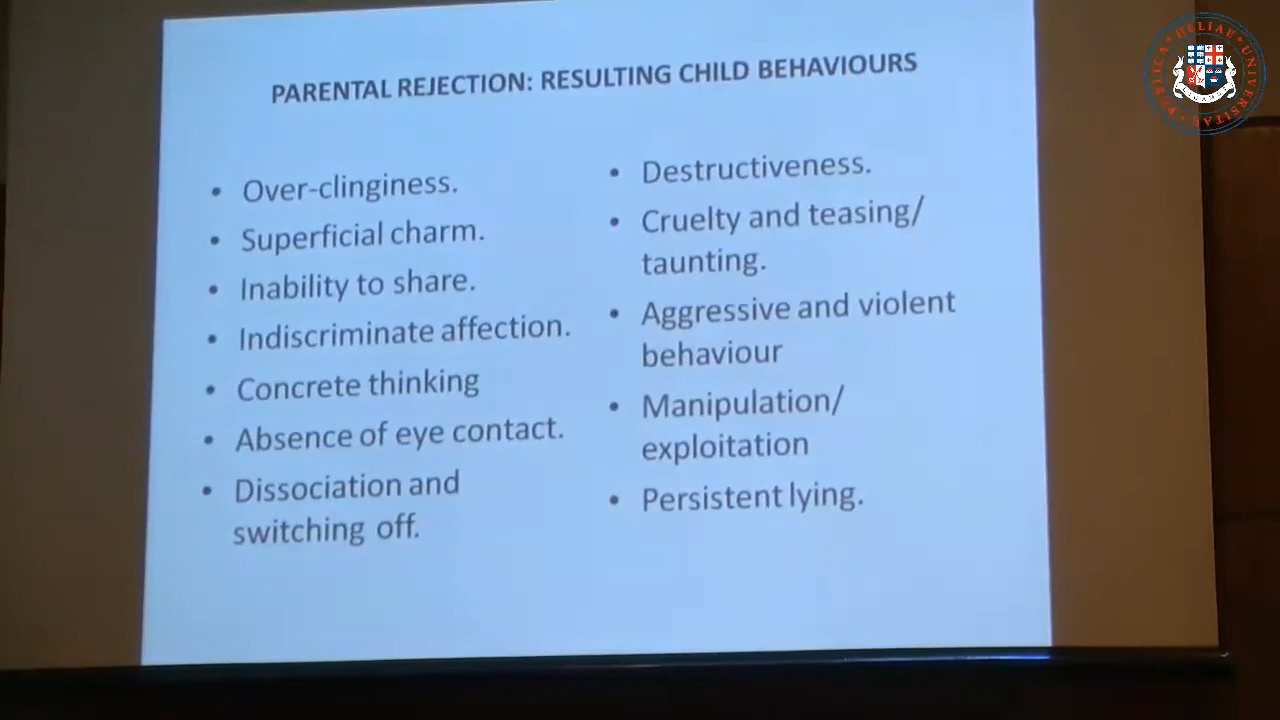 PARENTAL REJECTION: RESULTING CHILD BEHAVIOURS
• Over-clinginess.
• Superficial charm.
• Inability to share.
• Indiscriminate affection.
• Concrete thinking
• Absence of eye contact.
• Dissociation and
switching off.
• Destructiveness.
• Cruelty and teasing/
taunting.
• Aggressive and violent
behaviour
• Manipulation/
exploitation
• Persistent lying.